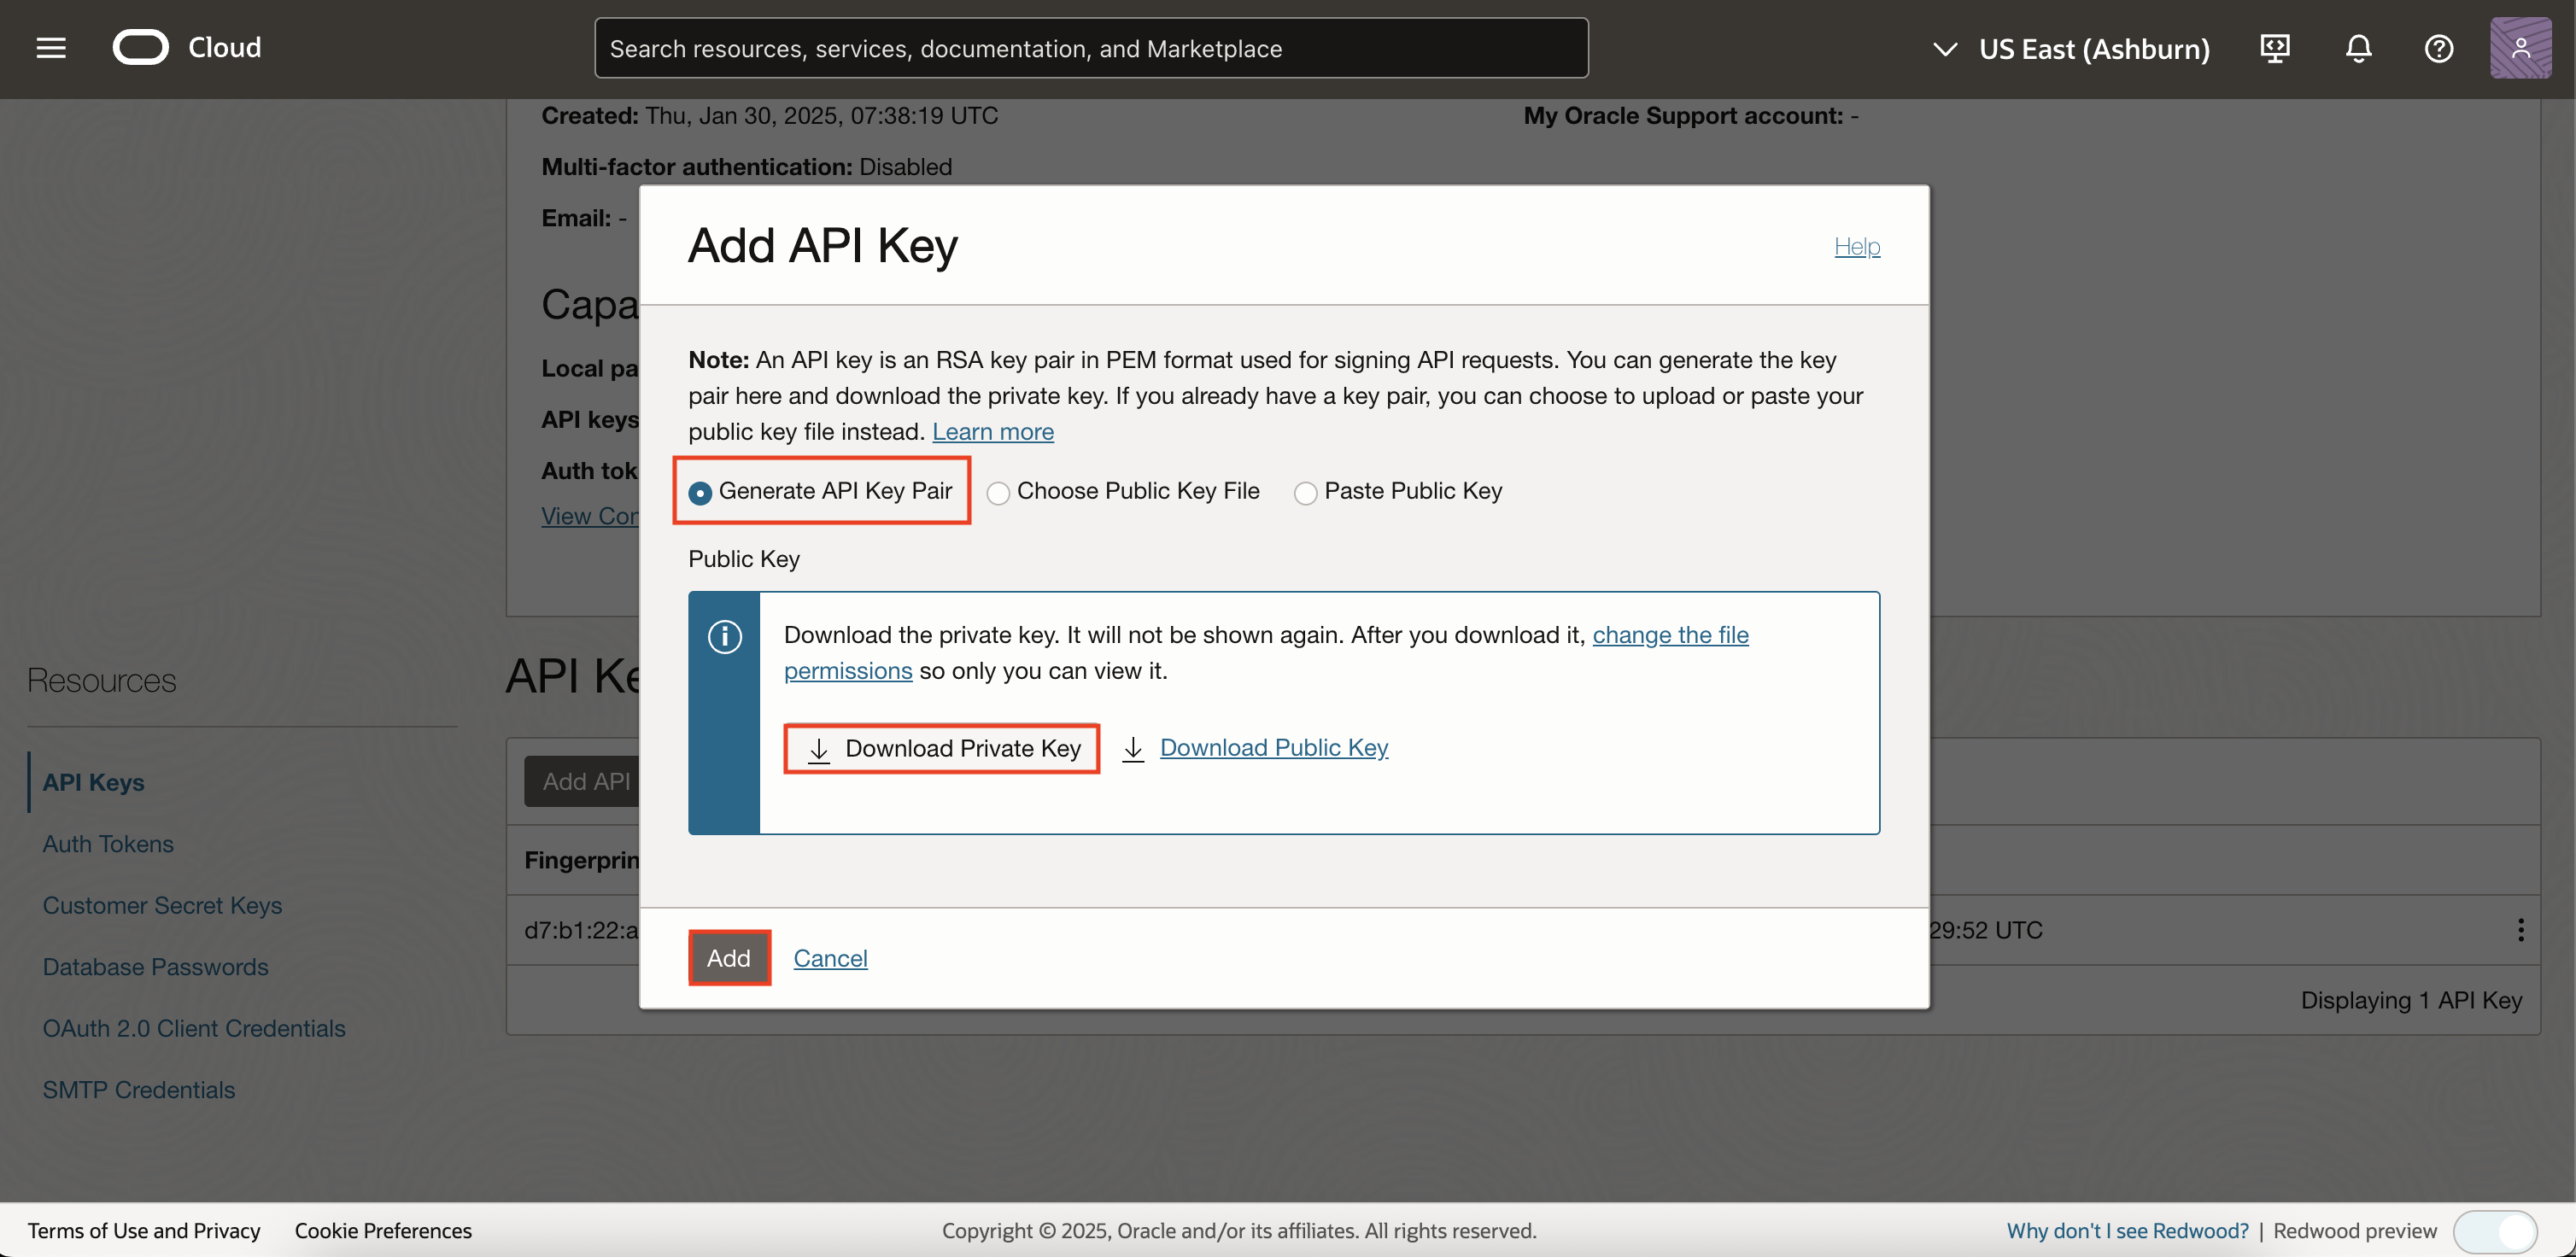 Cloud
Search resources, services, documentation, and Marketplace
US East (Ashburn)
Created: Thu, Jan 30, 2025, 07:38:19 UTC
My Oracle Support account: -
Multi-factor authentication: Disabled
Email: -
Add API Key
Help
Capa
Note: An API key is an RSA key pair in PEM format used for signing API requests. You can generate the key
pair here and download the private key. If you already have a key pair, you can choose to upload or paste your
public key file instead. Learn more
Local pa
API keys
Auth tok
View Cor
Generate API Key Pair
Choose Public Key File
Paste Public Key
Public Key
Download the private key. It will not be shown again. After you download it, change the file
permissions so only you can view it.
Download Private Key
Download Public Key
Add
Cancel
Resources
API Keys
Auth Tokens
Customer Secret Keys
Database Passwords
OAuth 2.0 Client Credentials
SMTP Credentials
API Ke
Add API
Fingerprin
d7:b1:22:a
29:52 UTC
Displaying 1 API Key
Terms of Use and Privacy
Cookie Preferences
Copyright © 2025, Oracle and/or its affiliates. All rights reserved.
Why don't I see Redwood? | Redwood preview